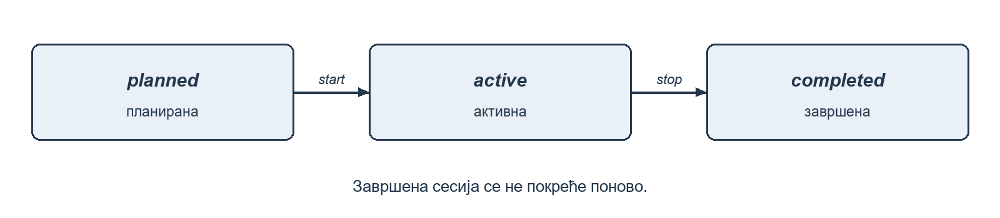 planned
планирана
start
active
активна
stop
completed
завршена
Завршена сесија се не покреће поново.